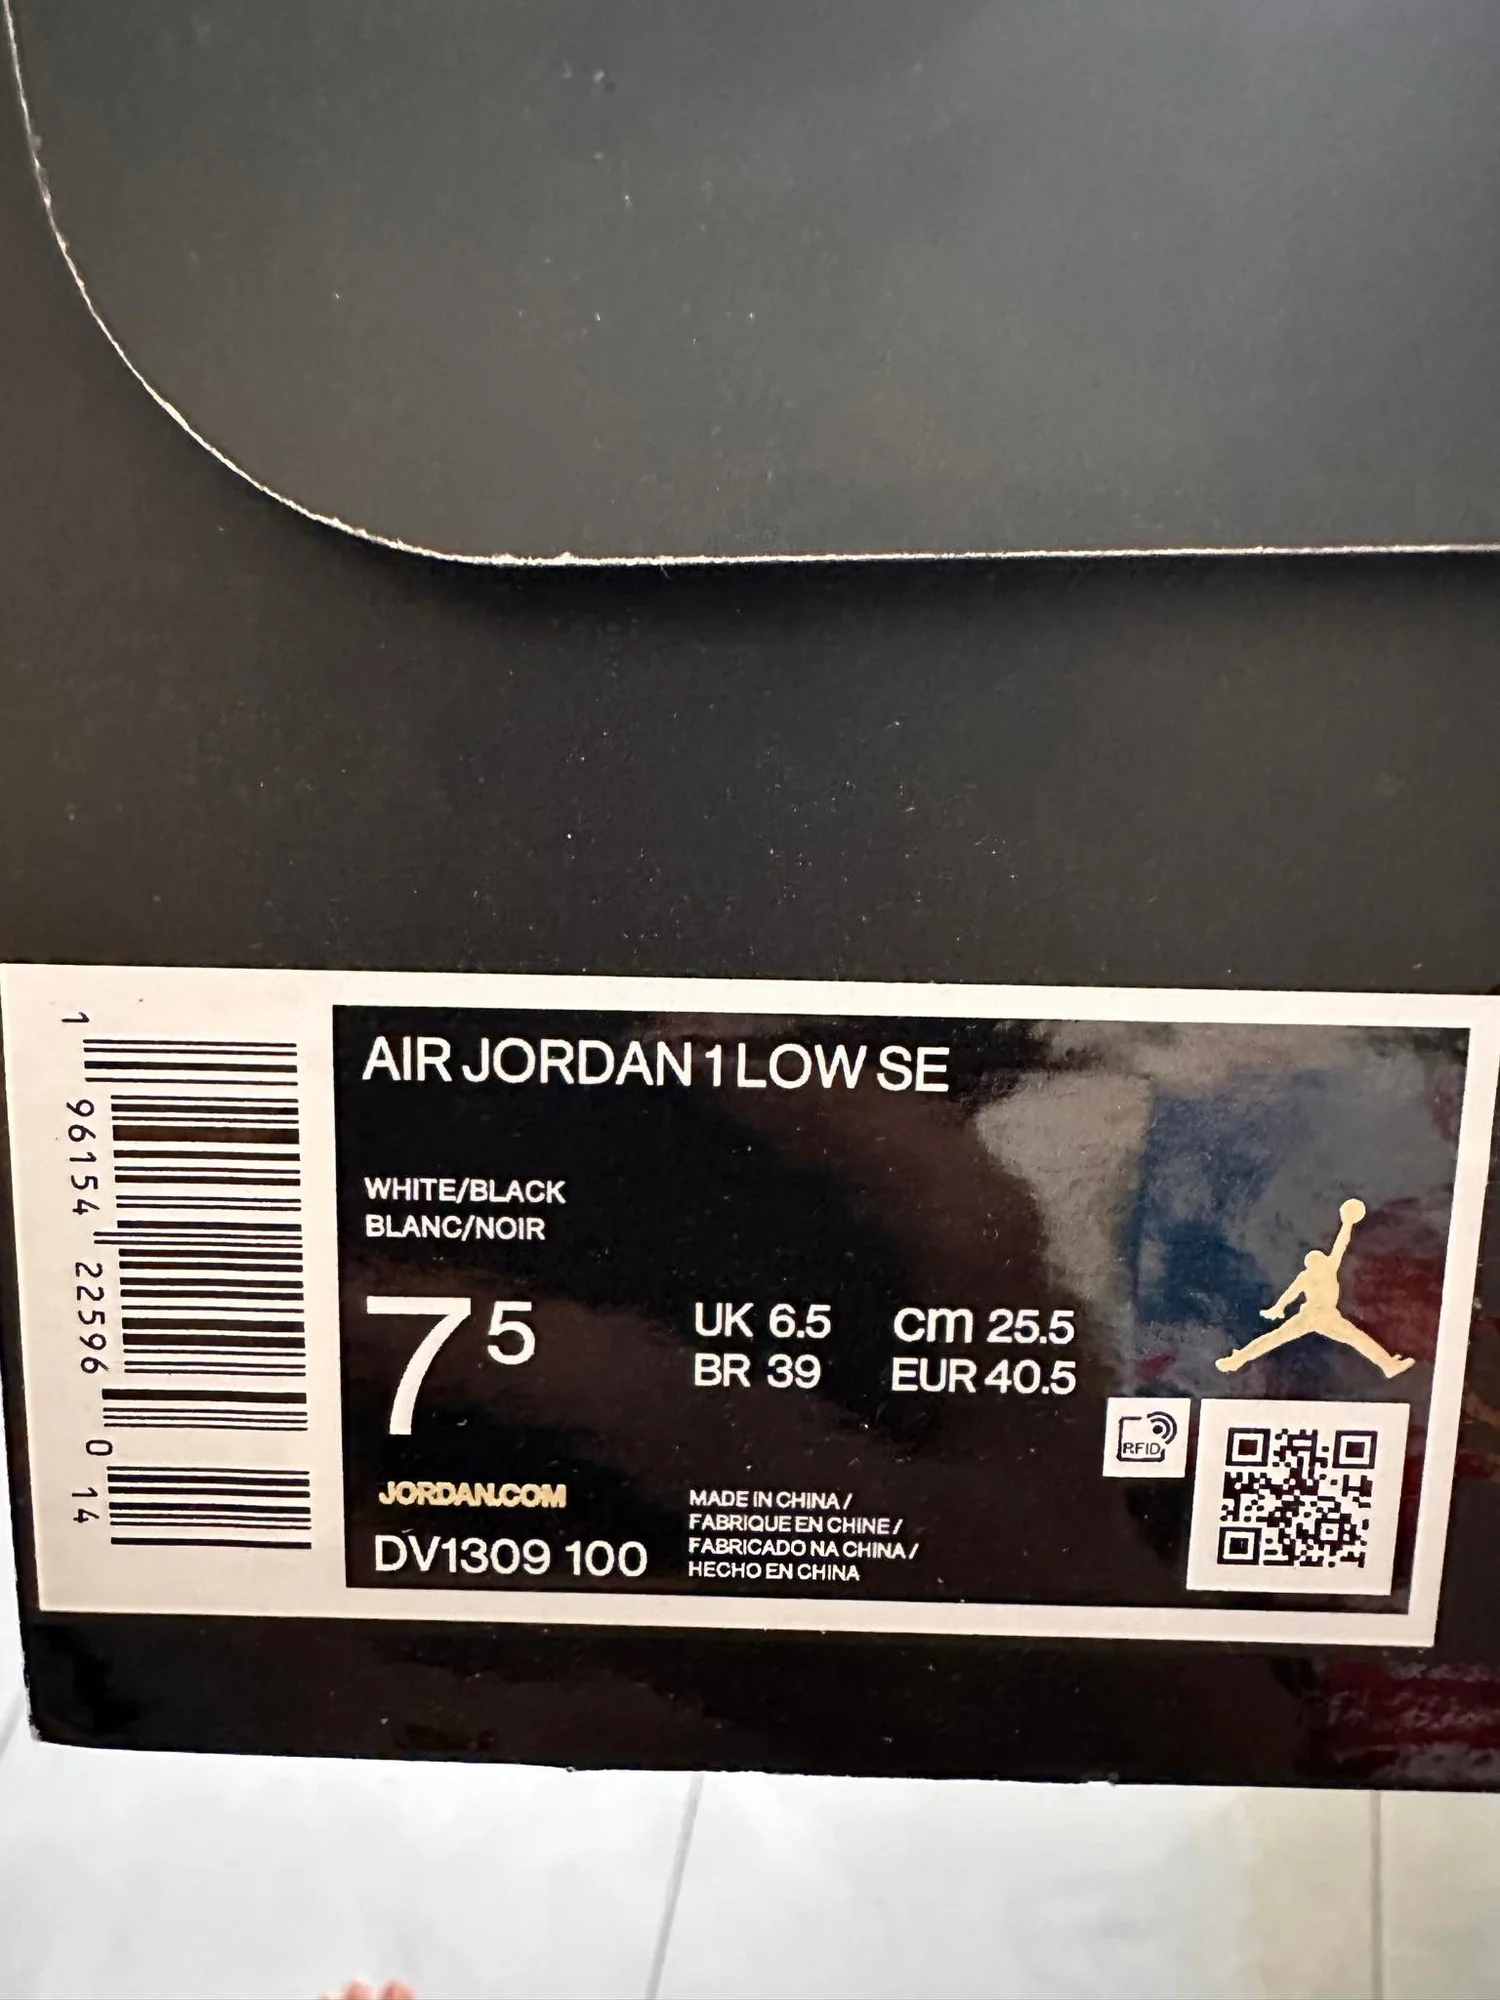 AIR JORDAN 1 LOW SE
WHITE/BLACK
BLANC/NOIR
7 5
UK 6.5 cm 25.5
BR 39 EUR 40.5
RFID
JORDAN.COM
DV1309 100
MADE IN CHINA /
FABRIQUE EN CHINE /
FABRICADO NA CHINA /
HECHO EN CHINA
1 96154 22596 0 14